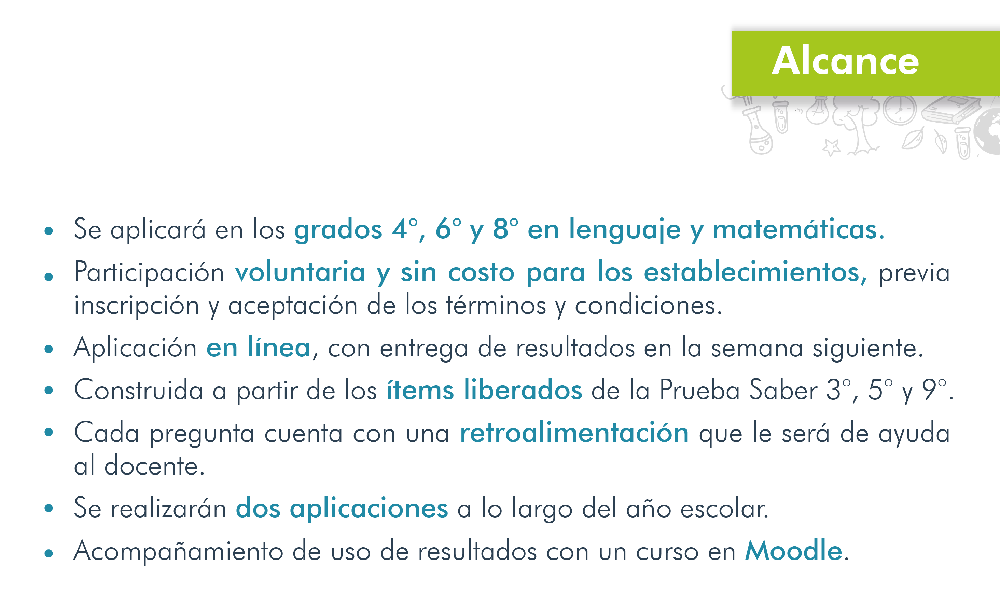 Alcance
• Se aplicará en los grados 4°, 6° y 8° en lenguaje y matemáticas.
• Participación voluntaria y sin costo para los establecimientos, previa
inscripción y aceptación de los términos y condiciones.
• Aplicación en línea, con entrega de resultados en la semana siguiente.
• Construida a partir de los ítems liberados de la Prueba Saber 3°, 5° y 9°.
• Cada pregunta cuenta con una retroalimentación que le será de ayuda
al docente.
• Se realizarán dos aplicaciones a lo largo del año escolar.
• Acompañamiento de uso de resultados con un curso en Moodle.